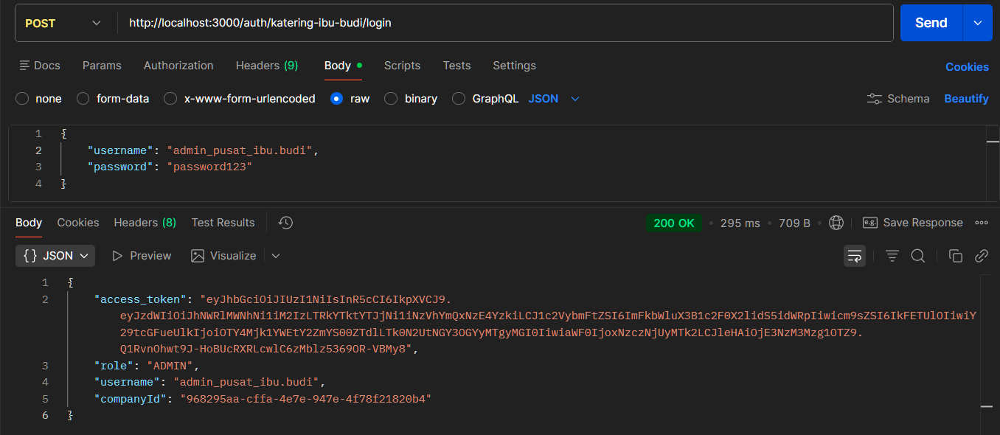 POST http://localhost:3000/auth/katering-ibu-budi/login Send
Docs Params Authorization Headers (9) Body Scripts Tests Settings Cookies
none form-data x-www-form-urlencoded raw binary GraphQL JSON Schema Beautify
1 {
2 "username": "admin_pusat_ibu.budi",
3 "password": "password123"
4 }
Body Cookies Headers (8) Test Results 200 OK • 295 ms • 709 B • e.g. Save Response
{} JSON Preview Visualize
1 {
2 "access_token": "eyJhbGciOiJIUzI1NiIsInR5cCI6IkpXVCJ9.
eyJzdWIiOiJhNWRlMWNhNi1iM2IzLTRkYTktYTJjNi1iNzVhYmQxNzE4YzkiLCJ1c2VybmFtZSI6ImFkbWluX3B1c2F0X2lidS5idWRpIiwicm9sZSI6IkFETUlOIiwiY
29tcGFueUlkIjoiOTY4Mjk1YWEtY2ZmYS00ZTdlLTk0N2UtNGY3OGYyMTgyMGI0IiwiaWF0IjoxNzczNjUyMTk2LCJleHAiOjE3NzM3Mzg1OTZ9.
Q1RvnOhwt9J-HoBUcRXRLcwlC6zMblz5369OR-VBMy8",
3 "role": "ADMIN",
4 "username": "admin_pusat_ibu.budi",
5 "companyId": "968295aa-cffa-4e7e-947e-4f78f21820b4"
6 }